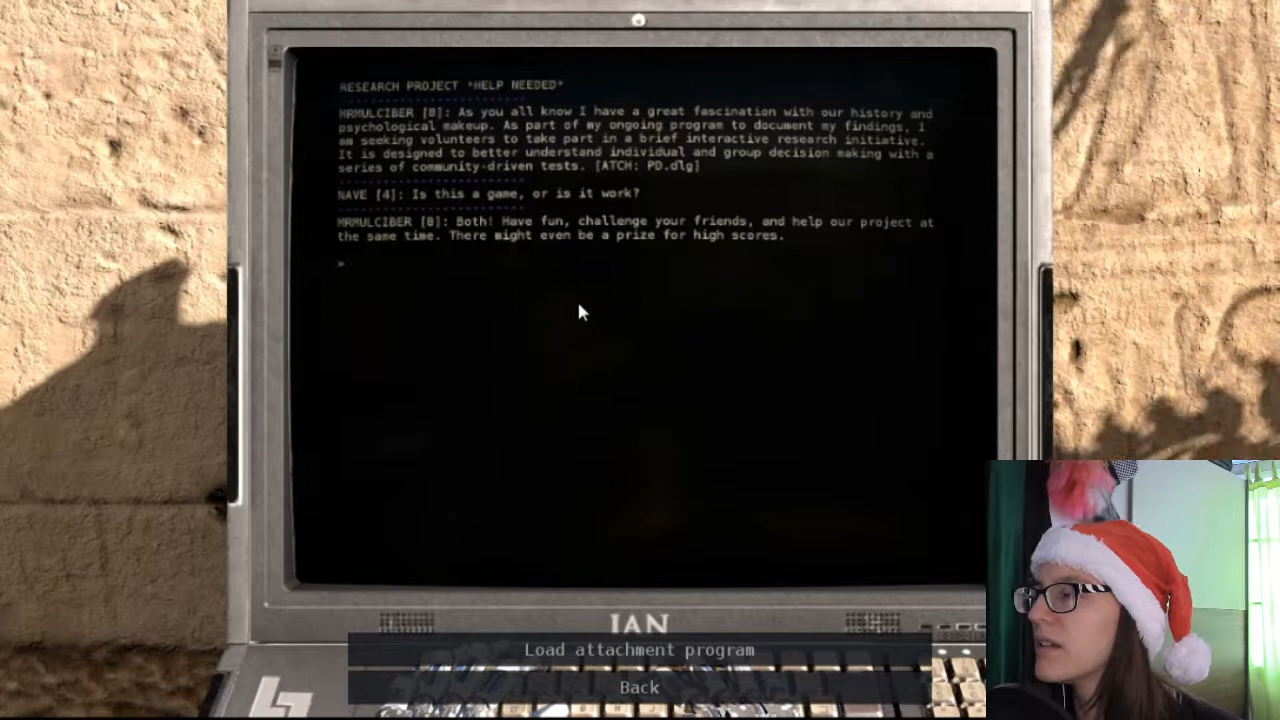 RESEARCH PROJECT *HELP NEEDED*
MRMULCIBER [8]: As you all know I have a great fascination with our history and
psychological makeup. As part of my ongoing program to document my findings, I
am seeking volunteers to take part in a brief interactive research initiative.
It is designed to better understand individual and group decision making with a
series of community-driven tests. [ATCH: PD.dlg]
NAVE [4]: Is this a game, or is it work?
MRMULCIBER [8]: Both! Have fun, challenge your friends, and help our project at
the same time. There might even be a prize for high scores.
>
IAN
Load attachment program
Back